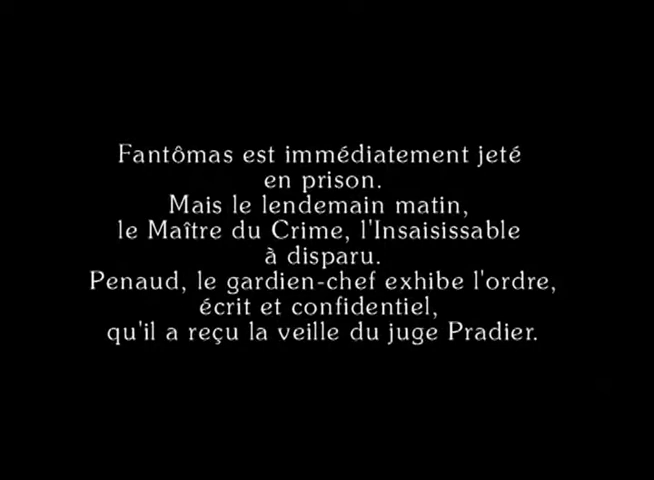 Fantômas est immédiatement jeté
en prison.
Mais le lendemain matin,
le Maître du Crime, l'Insaisissable
à disparu.
Penaud, le gardien-chef exhibe l'ordre,
écrit et confidentiel,
qu'il a reçu la veille du juge Pradier.